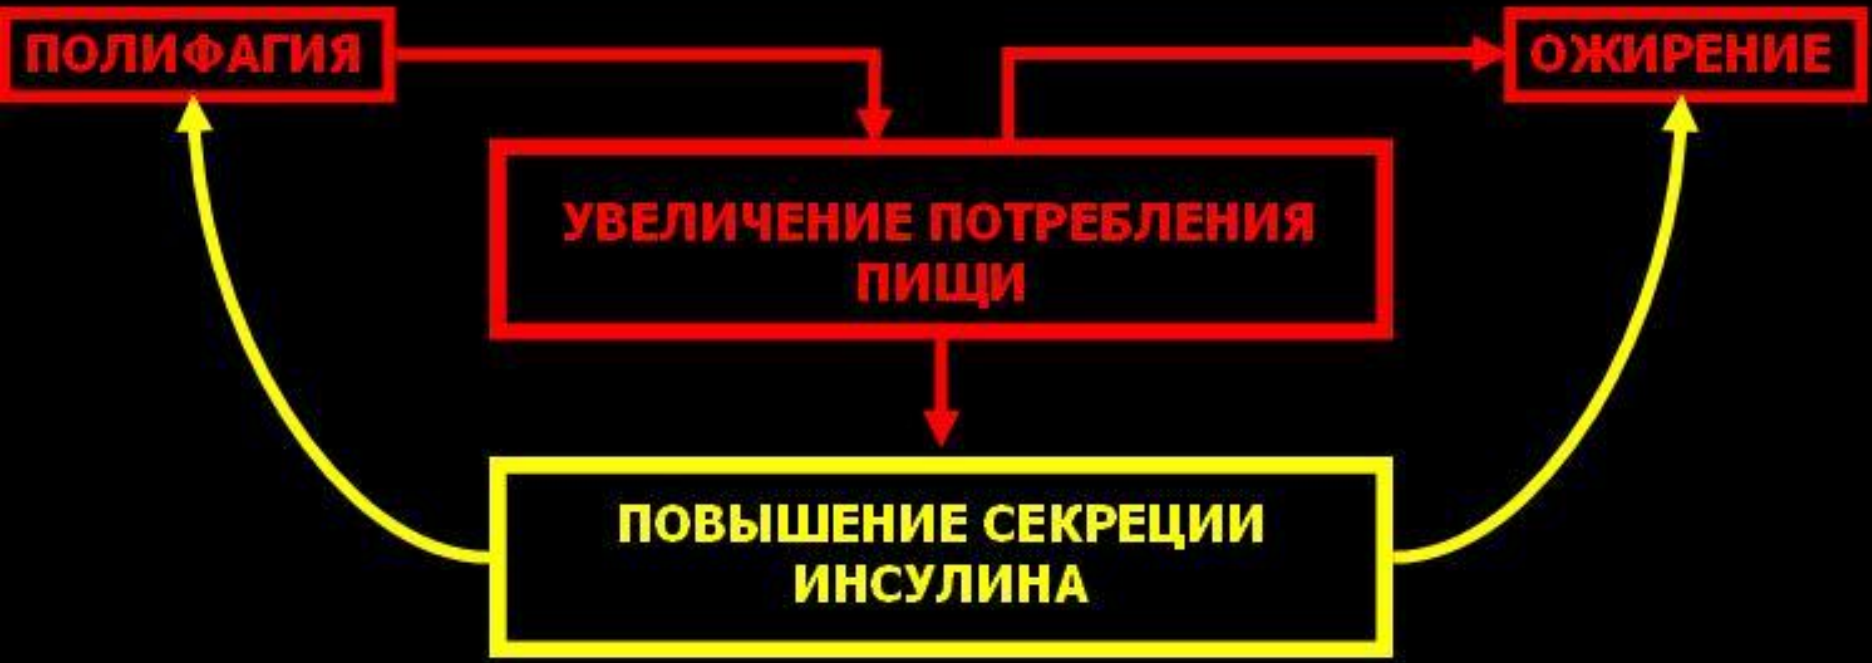 ПОЛИФАГИЯ
ОЖИРЕНИЕ
УВЕЛИЧЕНИЕ ПОТРЕБЛЕНИЯ
ПИЩИ
ПОВЫШЕНИЕ СЕКРЕЦИИ
ИНСУЛИНА